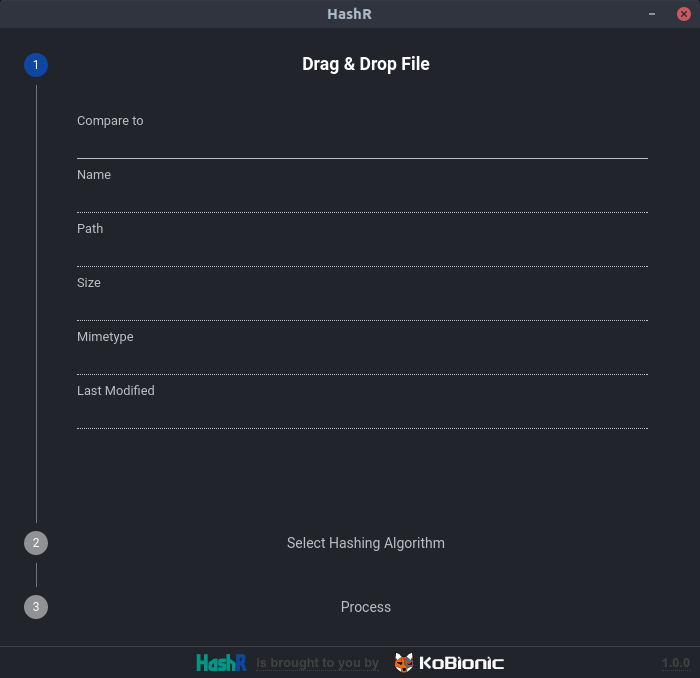 HashR
1
Drag & Drop File
Compare to
Name
Path
Size
Mimetype
Last Modified
2
Select Hashing Algorithm
3
Process
HashR is brought to you by KoBionic
1.0.0